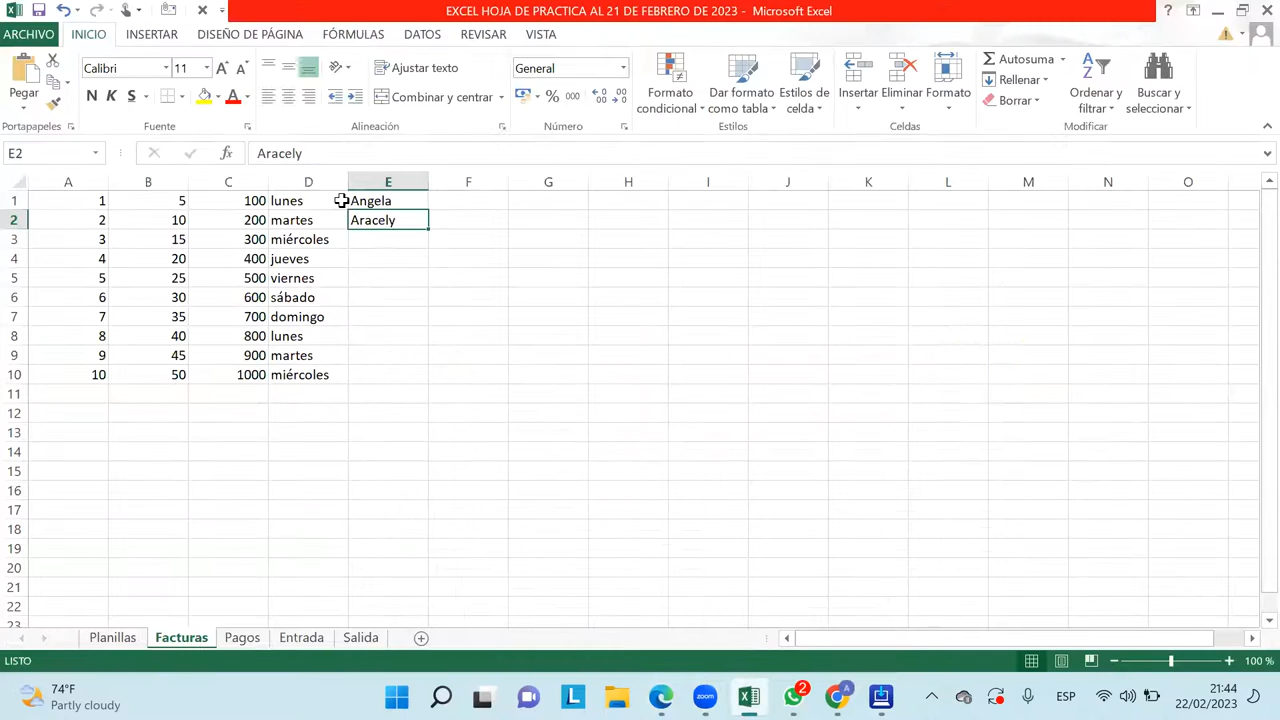 EXCEL HOJA DE PRACTICA AL 21 DE FEBRERO DE 2023 - Microsoft Excel
ARCHIVO INICIO INSERTAR DISEÑO DE PÁGINA FÓRMULAS DATOS REVISAR VISTA
Pegar
Calibri 11
N K S
Ajustar texto
Combinar y centrar
General
% 000
Formato condicional
Dar formato como tabla
Estilos de celda
Insertar
Eliminar
Formato
Autosuma
Rellenar
Borrar
Ordenar y filtrar
Buscar y seleccionar
Portapapeles Fuente Alineación Número Estilos Celdas Modificar
E2 fx Aracely
A B C D E F G H I J K L M N O
1 1 5 100 lunes Angela
2 2 10 200 martes Aracely
3 3 15 300 miércoles
4 4 20 400 jueves
5 5 25 500 viernes
6 6 30 600 sábado
7 7 35 700 domingo
8 8 40 800 lunes
9 9 45 900 martes
10 10 50 1000 miércoles
11
12
13
14
15
16
17
18
19
20
21
22
23
Planillas Facturas Pagos Entrada Salida
LISTO 100 %
74°F
Partly cloudy
zoom
2
A
ESP
21:44
22/02/2023